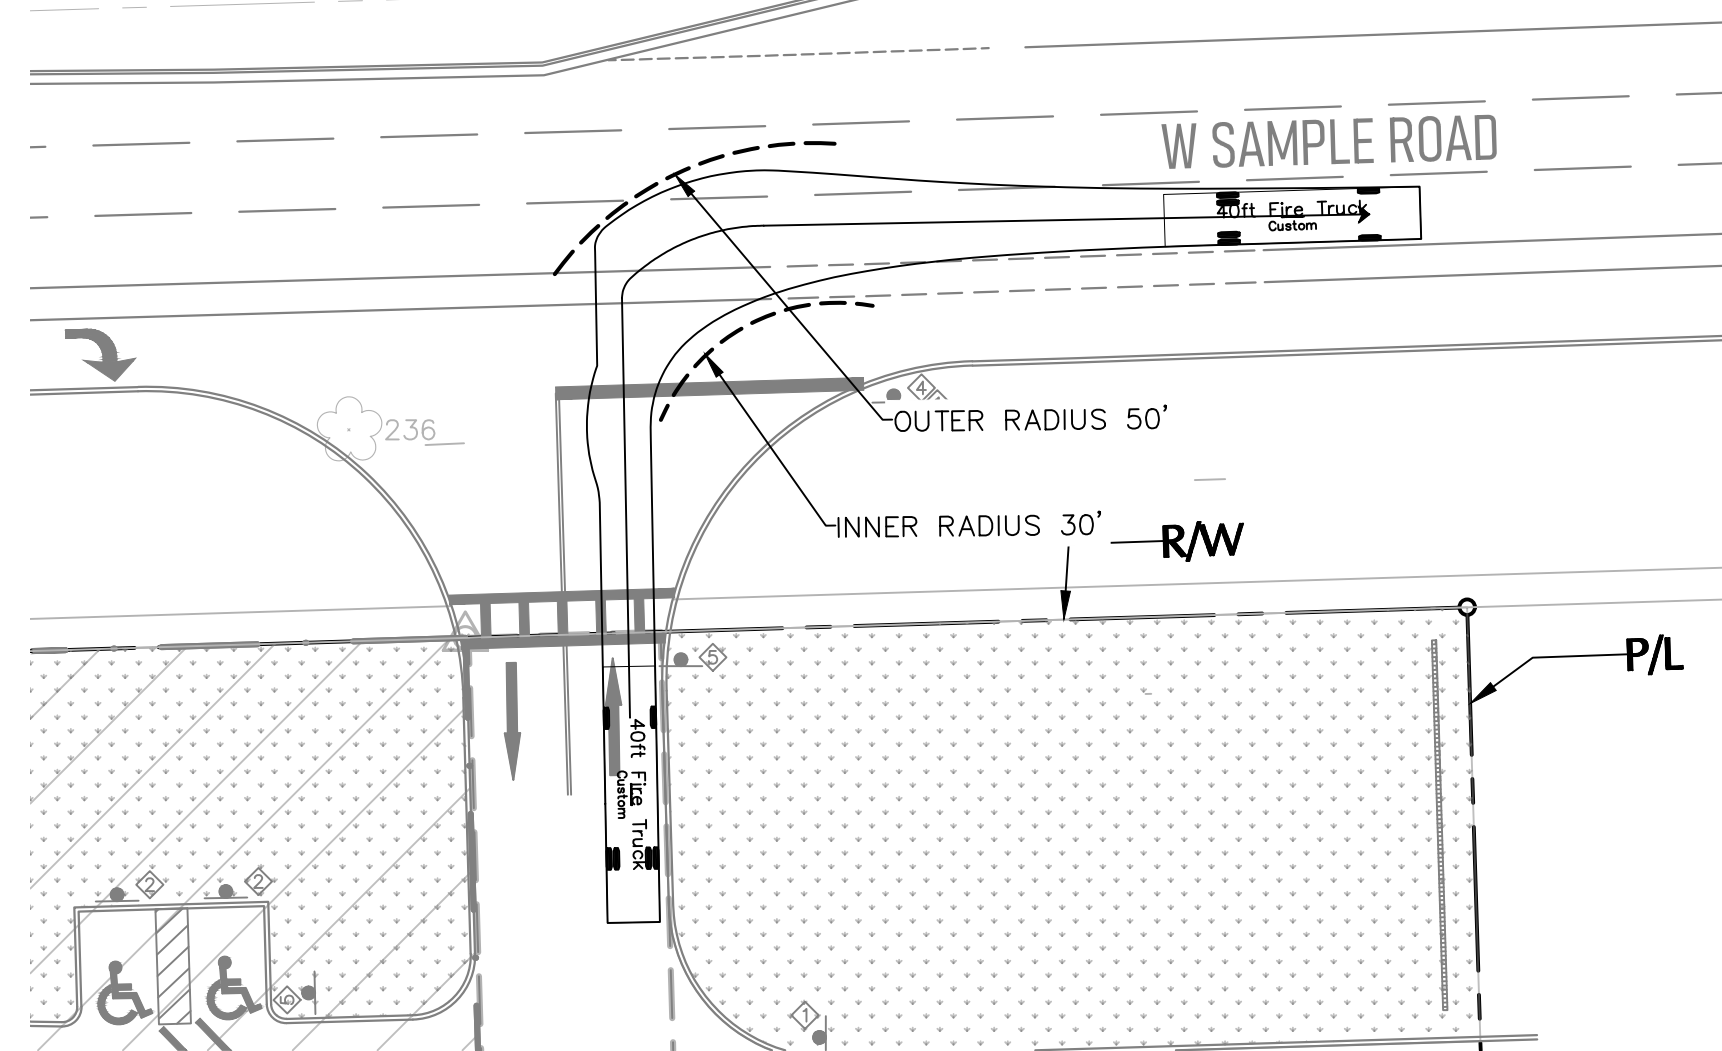 W SAMPLE ROAD
40ft Fire Truck
Custom
4
OUTER RADIUS 50'
236
INNER RADIUS 30'
R/W
5
P/L
40ft Fire Truck
Custom
2
2
5
1